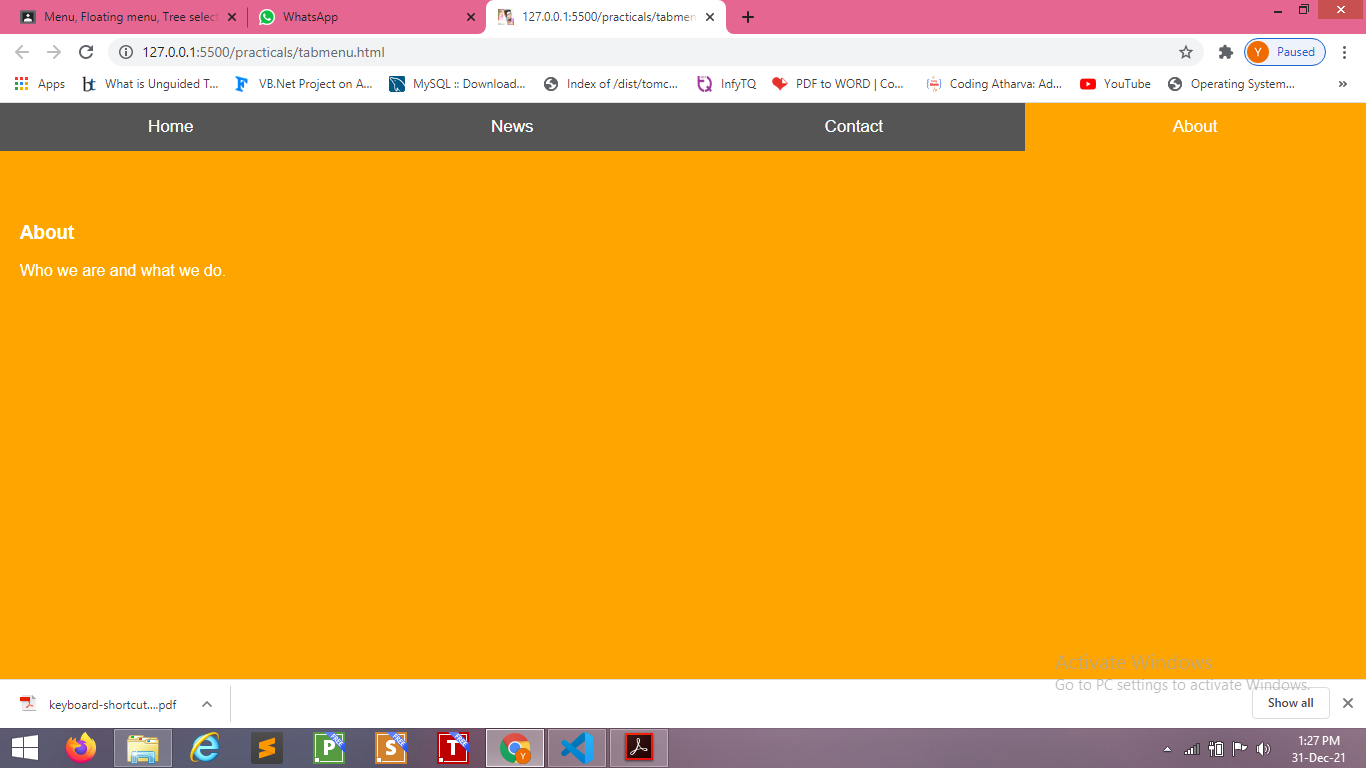 Menu, Floating menu, Tree select
WhatsApp
127.0.0.1:5500/practicals/tabmen
127.0.0.1:5500/practicals/tabmenu.html
Y Paused
Apps
bt What is Unguided T...
VB.Net Project on A...
MySQL :: Download...
Index of /dist/tomc...
InfyTQ
PDF to WORD | Co...
Coding Atharva: Ad...
YouTube
Operating System...
»
Home News Contact About
About
Who we are and what we do.
Activate Windows
Go to PC settings to activate Windows.
keyboard-shortcut....pdf
Show all
P FREE S FREE T FREE Y
1:27 PM
31-Dec-21